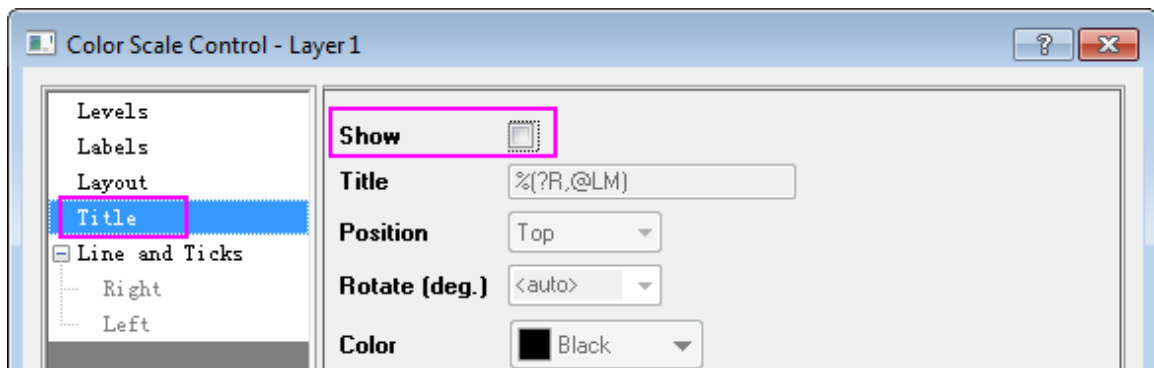 Color Scale Control - Layer 1
Levels
Labels
Layout
Title
Line and Ticks
Right
Left
Show
Title %(?R,@LM)
Position Top
Rotate (deg.) <auto>
Color Black